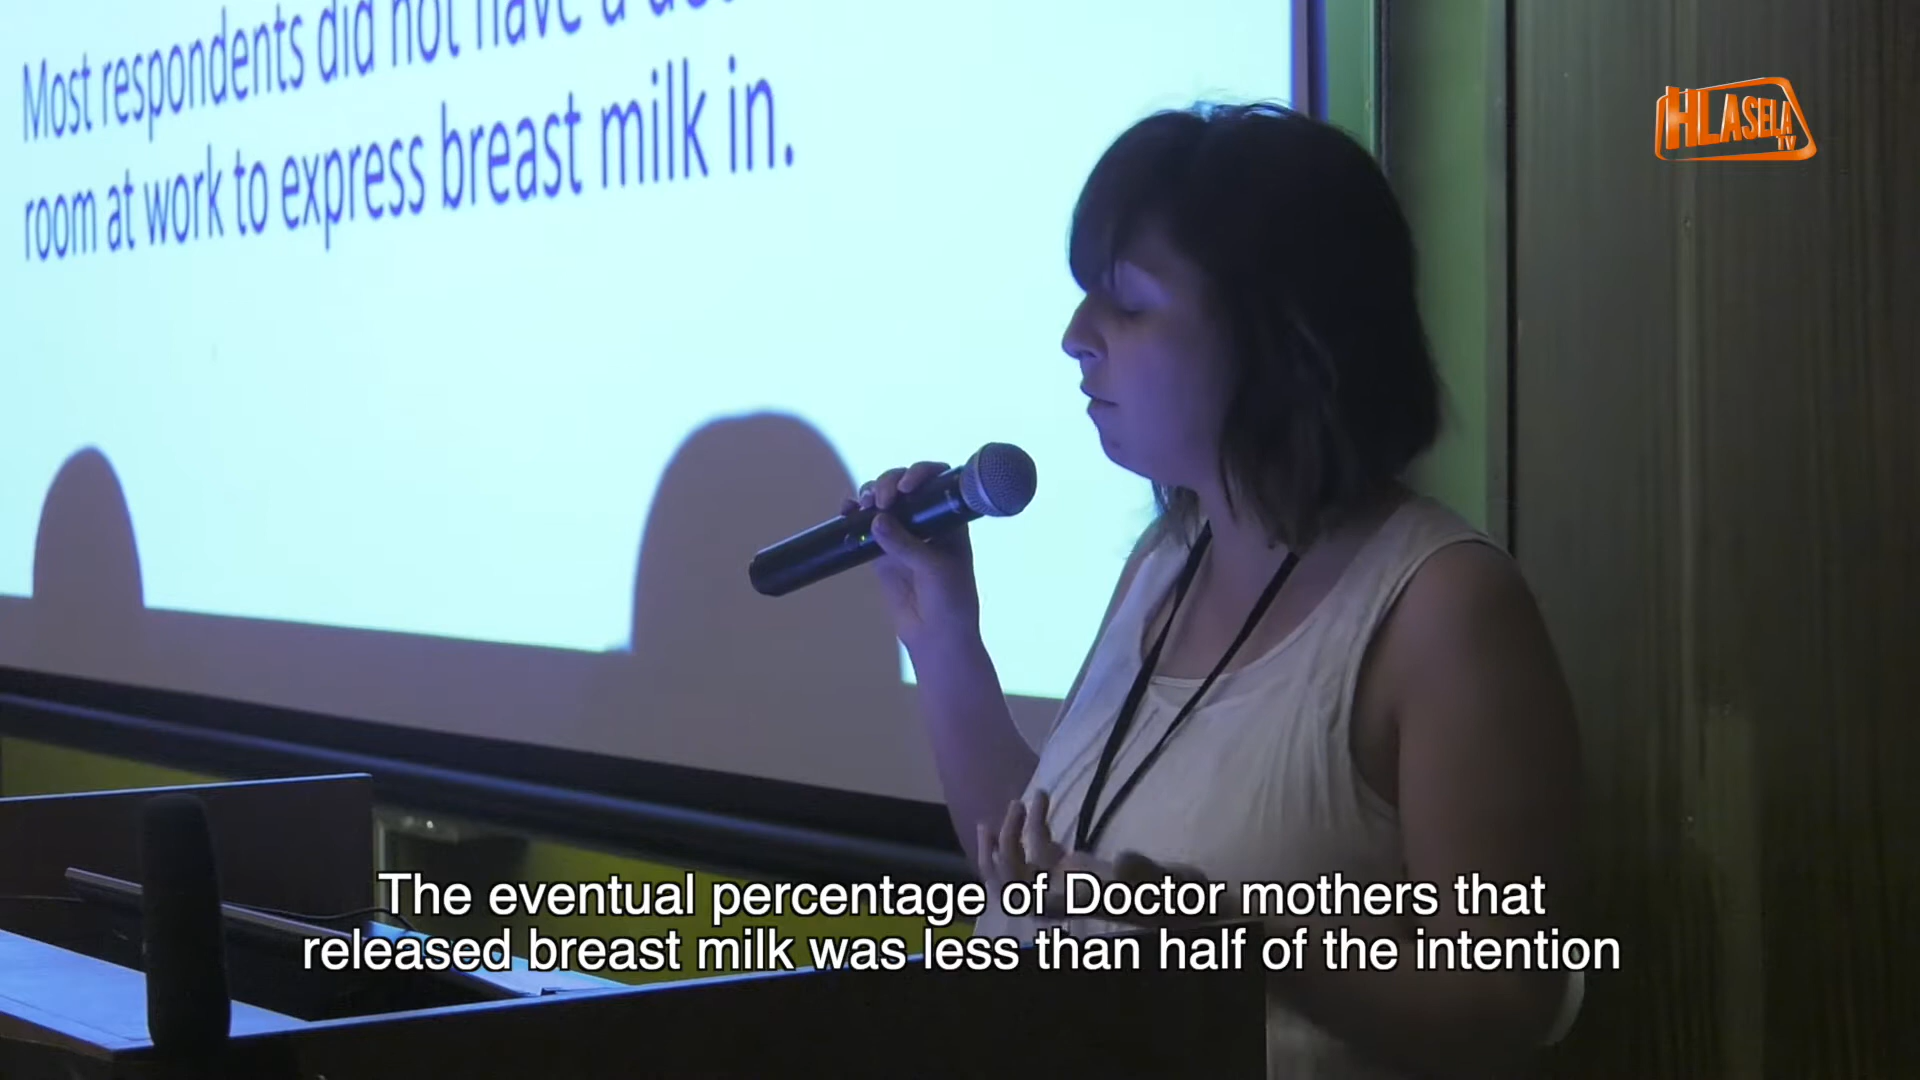 Most respondents did not have a
room at work to express breast milk in.
HLASELA
TV
The eventual percentage of Doctor mothers that
released breast milk was less than half of the intention